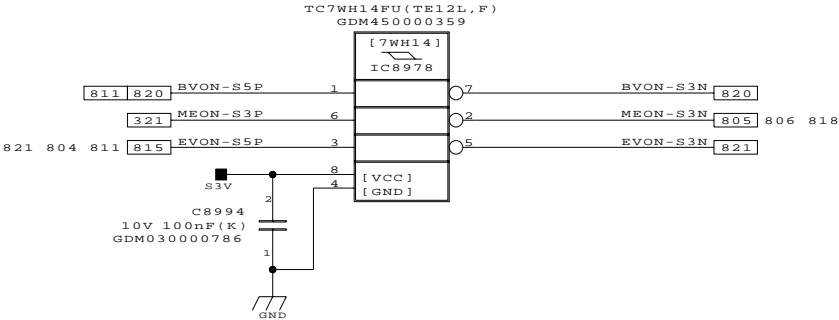 TC7WH14FU(TE12L,F)
GDM450000359
[7WH14]
IC8978
811 820 BVON-S5P 1 7 BVON-S3N 820
321 MEON-S3P 6 2 MEON-S3N 805 806 818
821 804 811 815 EVON-S5P 3 5 EVON-S3N 821
8 [VCC]
S3V 4 [GND]
2
C8994
10V 100nF(K)
GDM030000786
1
GND